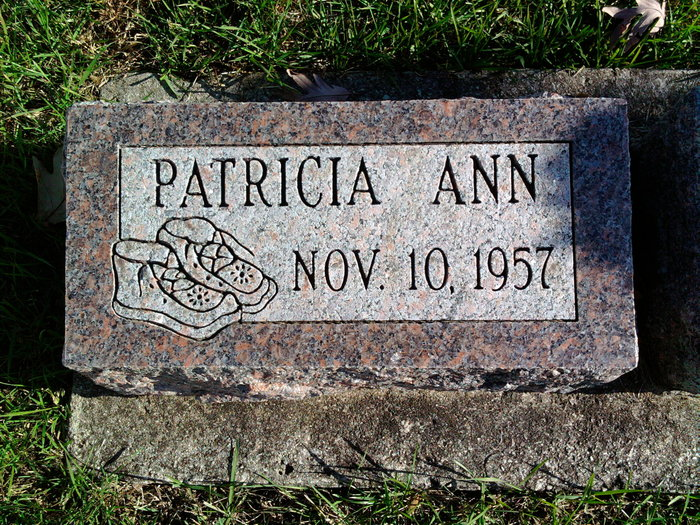 PATRICIA ANN
NOV. 10, 1957